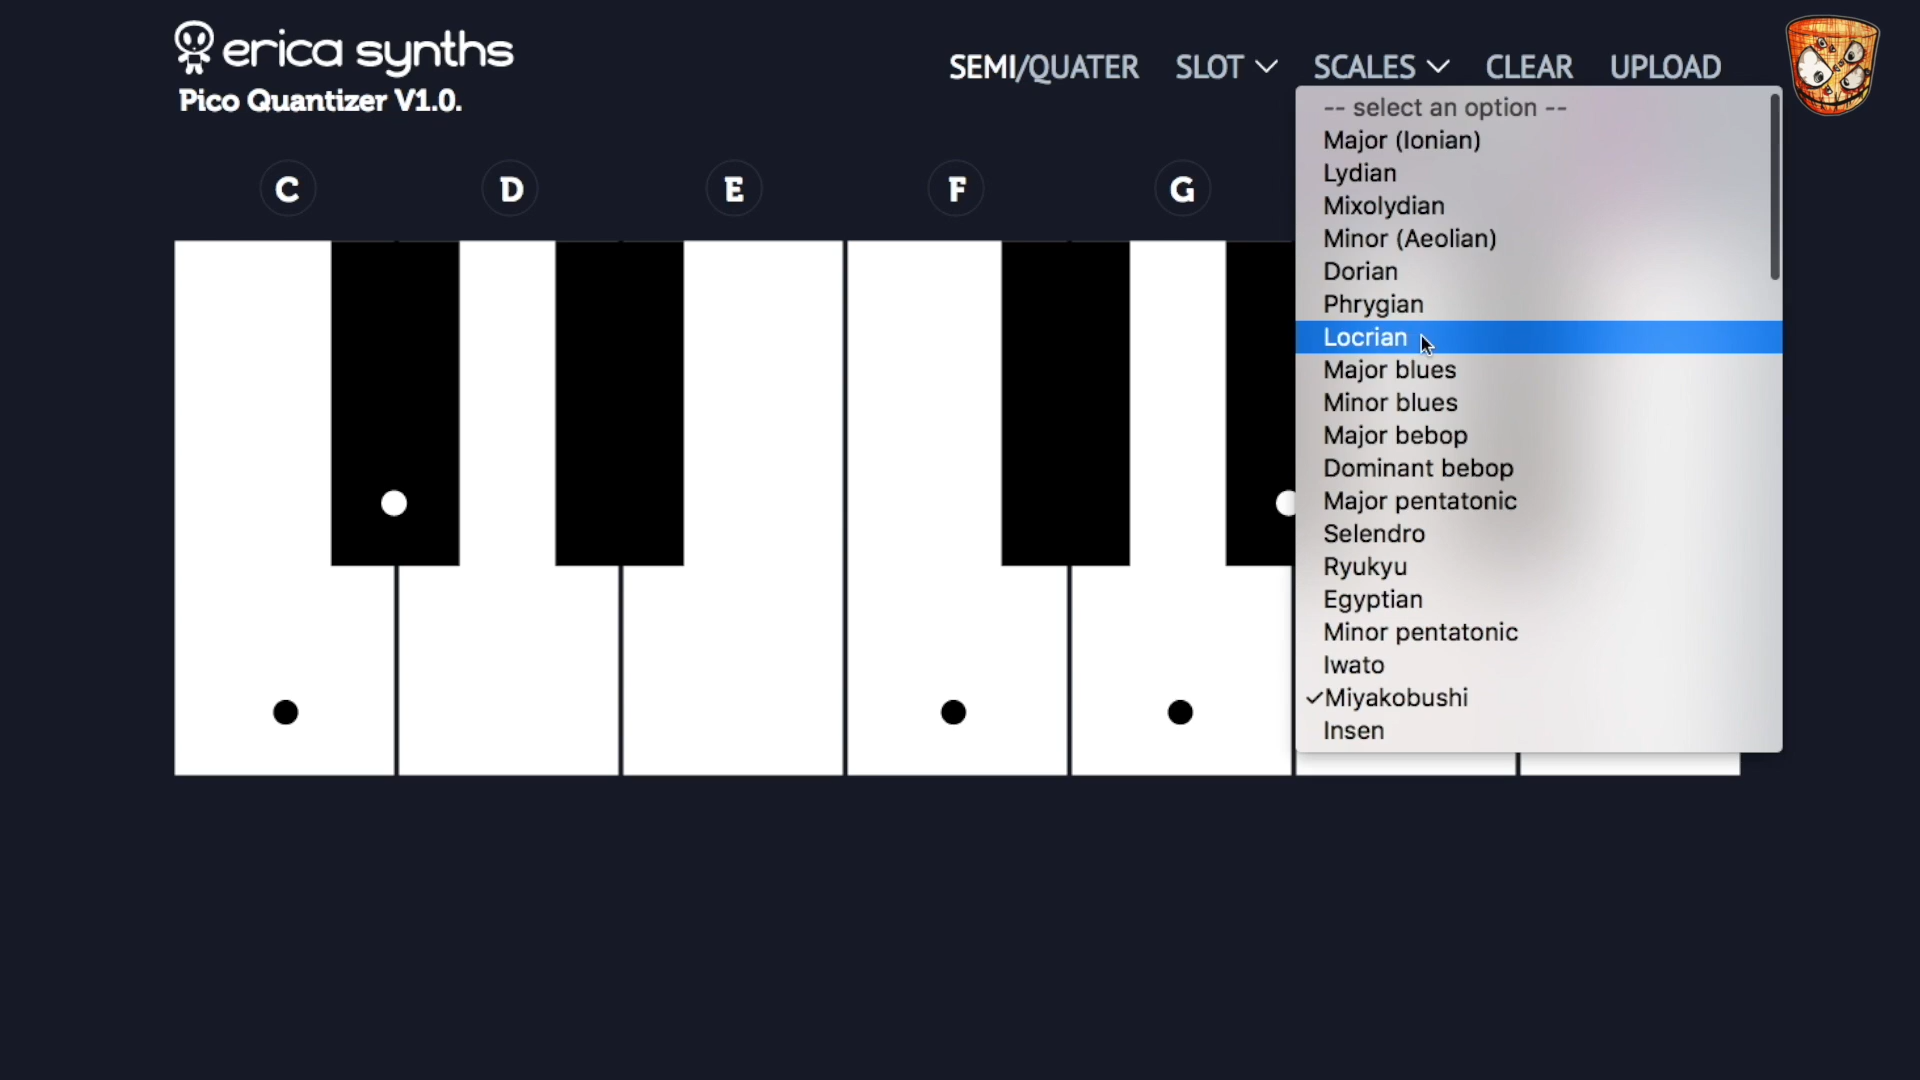 erica synths
Pico Quantizer V1.0.
SEMI/QUATER SLOT SCALES CLEAR UPLOAD
C D E F G
-- select an option --
Major (Ionian)
Lydian
Mixolydian
Minor (Aeolian)
Dorian
Phrygian
Locrian
Major blues
Minor blues
Major bebop
Dominant bebop
Major pentatonic
Selendro
Ryukyu
Egyptian
Minor pentatonic
Iwato
✓Miyakobushi
Insen